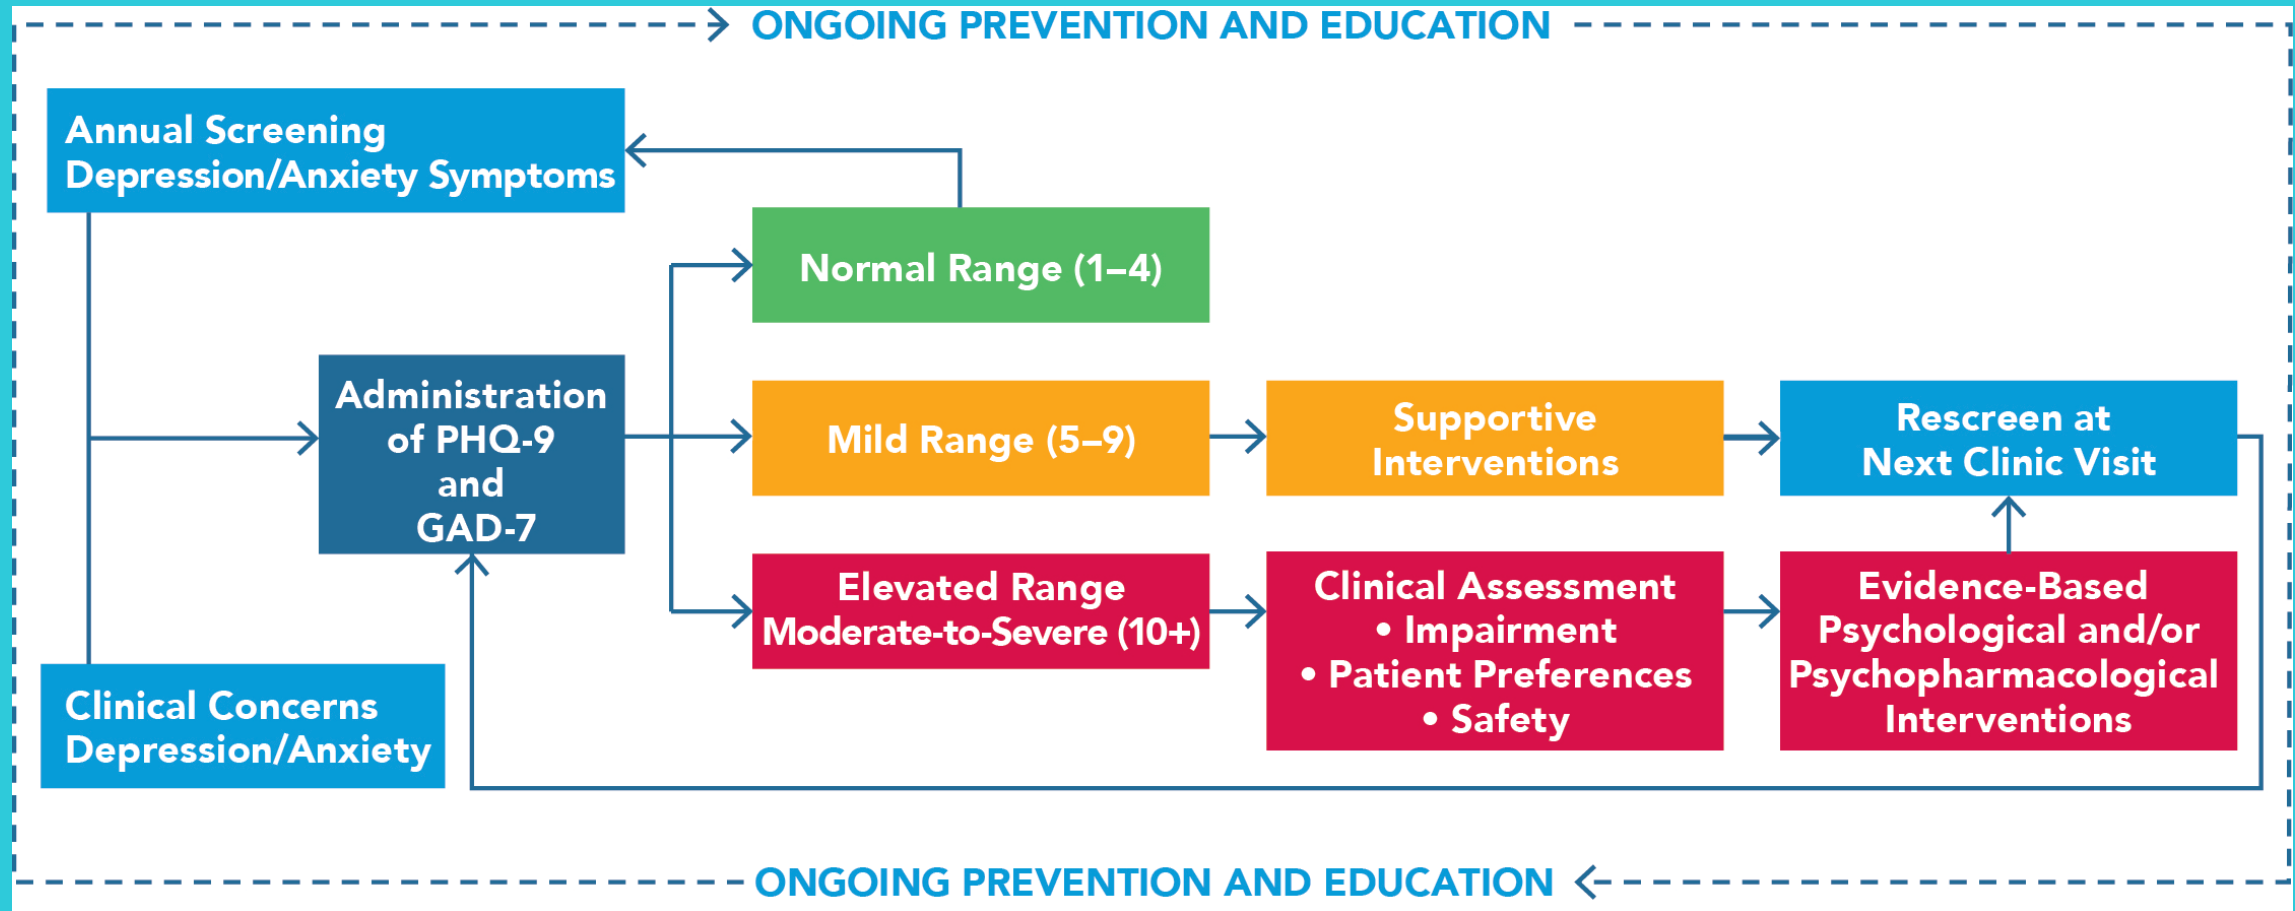 ONGOING PREVENTION AND EDUCATION
Annual Screening
Depression/Anxiety Symptoms
Normal Range (1–4)
Administration
of PHQ-9
and
GAD-7
Mild Range (5–9)
Supportive
Interventions
Rescreen at
Next Clinic Visit
Elevated Range
Moderate-to-Severe (10+)
Clinical Assessment
• Impairment
• Patient Preferences
• Safety
Evidence-Based
Psychological and/or
Psychopharmacological
Interventions
Clinical Concerns
Depression/Anxiety
ONGOING PREVENTION AND EDUCATION